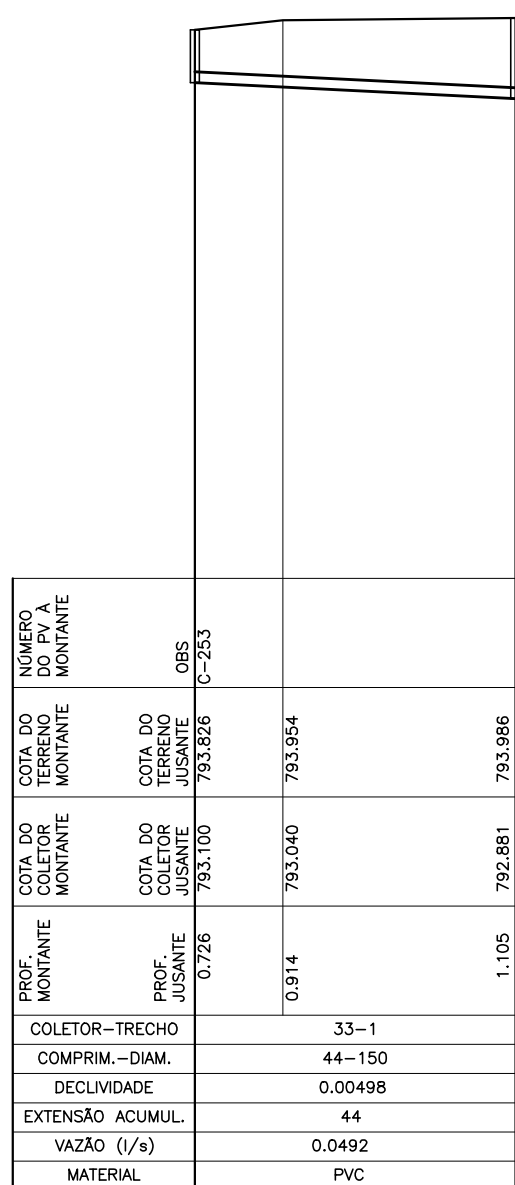 NÚMERO
DO PV À
MONTANTE
OBS
C-253
COTA DO
TERRENO
MONTANTE
COTA DO
TERRENO
JUSANTE
793.826
793.954
793.986
COTA DO
COLETOR
MONTANTE
COTA DO
COLETOR
JUSANTE
793.100
793.040
792.881
PROF.
MONTANTE
PROF.
JUSANTE
0.726
0.914
1.105
COLETOR-TRECHO 33-1
COMPRIM.-DIAM. 44-150
DECLIVIDADE 0.00498
EXTENSÃO ACUMUL. 44
VAZÃO (l/s) 0.0492
MATERIAL PVC